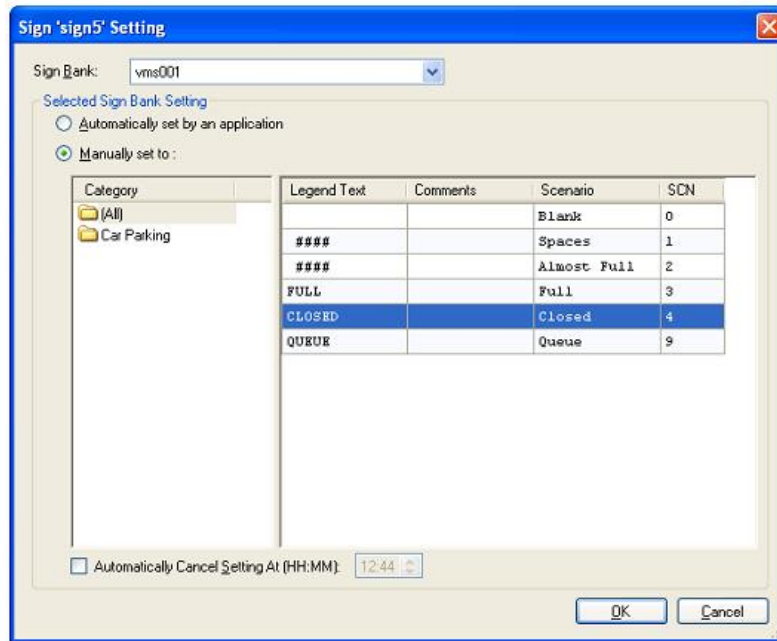 Sign 'sign5' Setting
Sign Bank: vms001
Selected Sign Bank Setting
Automatically set by an application
Manually set to :
Category Legend Text Comments Scenario SCN
(All) Blank 0
Car Parking #### Spaces 1
#### Almost Full 2
FULL Full 3
CLOSED Closed 4
QUEUE Queue 9
Automatically Cancel Setting At (HH:MM): 12:44
OK Cancel